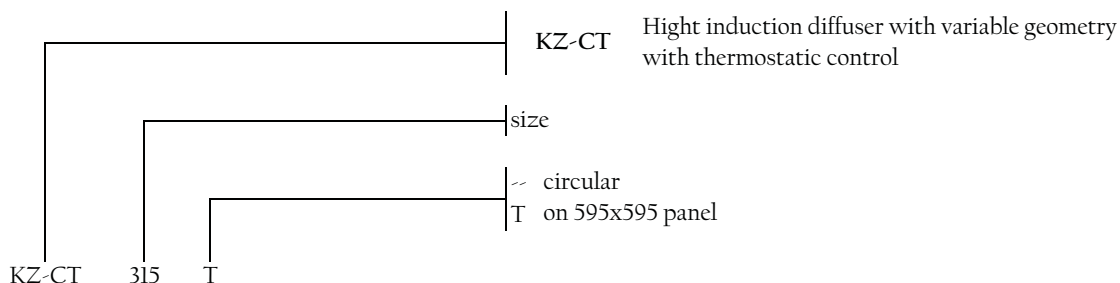 KZ-CT Hight induction diffuser with variable geometry
with thermostatic control
size
-- circular
T on 595x595 panel
KZ-CT 315 T